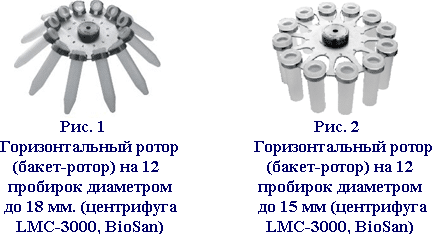 Рис. 1
Горизонтальный ротор
(бакет-ротор) на 12
пробирок диаметром
до 18 мм. (центрифуга
LMC-3000, BioSan)
Рис. 2
Горизонтальный ротор
(бакет-ротор) на 12
пробирок диаметром
до 15 мм (центрифуга
LMC-3000, BioSan)